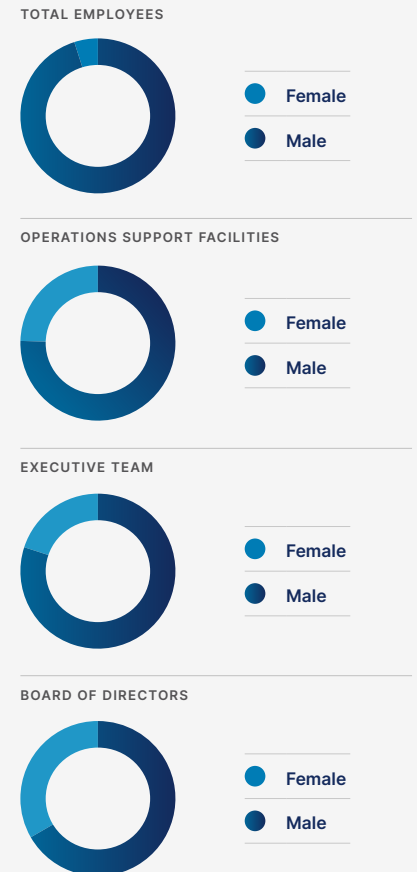 TOTAL EMPLOYEES
Female
Male
OPERATIONS SUPPORT FACILITIES
Female
Male
EXECUTIVE TEAM
Female
Male
BOARD OF DIRECTORS
Female
Male